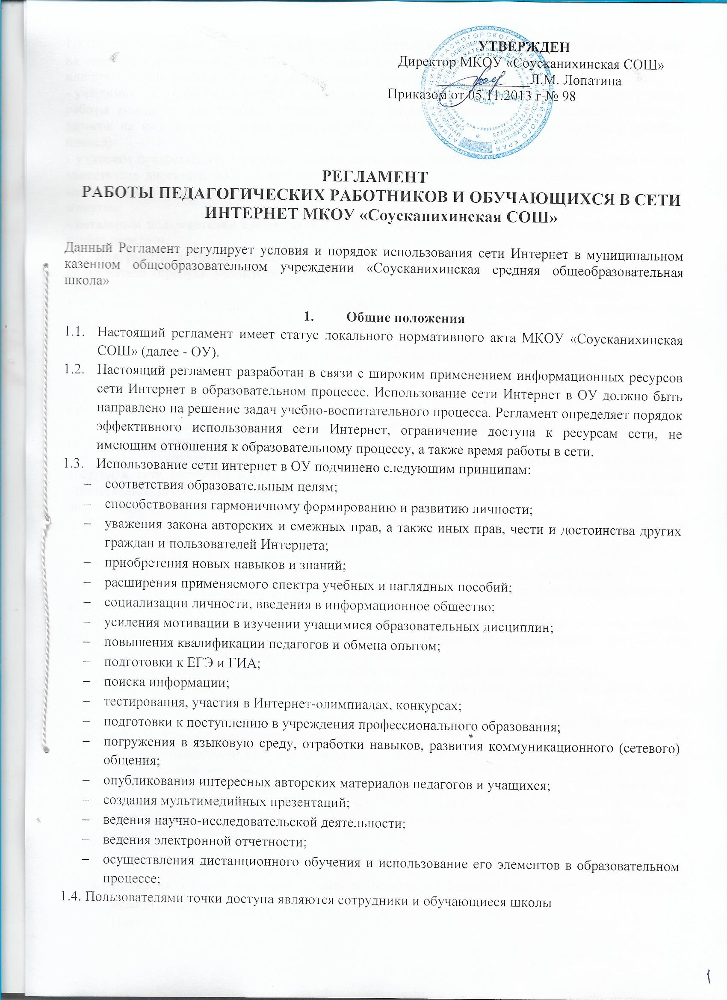 УТВЕРЖДЕН
Директор МКОУ «Соусканихинская СОШ»
Л.М. Лопатина
Приказом от 05.11.2013 г № 98
«СОУСКАНИХИНСКАЯ
СОШ»
РЕГЛАМЕНТ
РАБОТЫ ПЕДАГОГИЧЕСКИХ РАБОТНИКОВ И ОБУЧАЮЩИХСЯ В СЕТИ
ИНТЕРНЕТ МКОУ «Соусканихинская СОШ»
Данный Регламент регулирует условия и порядок использования сети Интернет в муниципальном
казенном общеобразовательном учреждении «Соусканихинская средняя общеобразовательная
школа»
1. Общие положения
1.1. Настоящий регламент имеет статус локального нормативного акта МКОУ «Соусканихинская
СОШ» (далее - ОУ).
1.2. Настоящий регламент разработан в связи с широким применением информационных ресурсов
сети Интернет в образовательном процессе. Использование сети Интернет в ОУ должно быть
направлено на решение задач учебно-воспитательного процесса. Регламент определяет порядок
эффективного использования сети Интернет, ограничение доступа к ресурсам сети, не
имеющим отношения к образовательному процессу, а также время работы в сети.
1.3. Использование сети интернет в ОУ подчинено следующим принципам:
– соответствия образовательным целям;
– способствования гармоничному формированию и развитию личности;
– уважения закона авторских и смежных прав, а также иных прав, чести и достоинства других
граждан и пользователей Интернета;
– приобретения новых навыков и знаний;
– расширения применяемого спектра учебных и наглядных пособий;
– социализации личности, введения в информационное общество;
– усиления мотивации в изучении учащимися образовательных дисциплин;
– повышения квалификации педагогов и обмена опытом;
– подготовки к ЕГЭ и ГИА;
– поиска информации;
– тестирования, участия в Интернет-олимпиадах, конкурсах;
– подготовки к поступлению в учреждения профессионального образования;
– погружения в языковую среду, отработки навыков, развития коммуникационного (сетевого)
общения;
– опубликования интересных авторских материалов педагогов и учащихся;
– создания мультимедийных презентаций;
– ведения научно-исследовательской деятельности;
– ведения электронной отчетности;
– осуществления дистанционного обучения и использование его элементов в образовательном
процессе;
1.4. Пользователями точки доступа являются сотрудники и обучающиеся школы
1